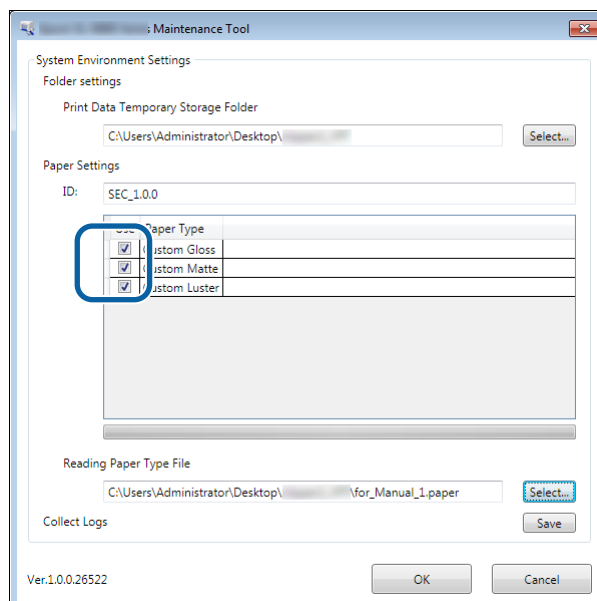 : Maintenance Tool
System Environment Settings
Folder settings
Print Data Temporary Storage Folder
C:\Users\Administrator\Desktop\
Select...
Paper Settings
ID:
SEC_1.0.0
Use Paper Type
Custom Gloss
Custom Matte
Custom Luster
Reading Paper Type File
C:\Users\Administrator\Desktop\ \for_Manual_1.paper
Select...
Collect Logs
Save
Ver.1.0.0.26522
OK
Cancel